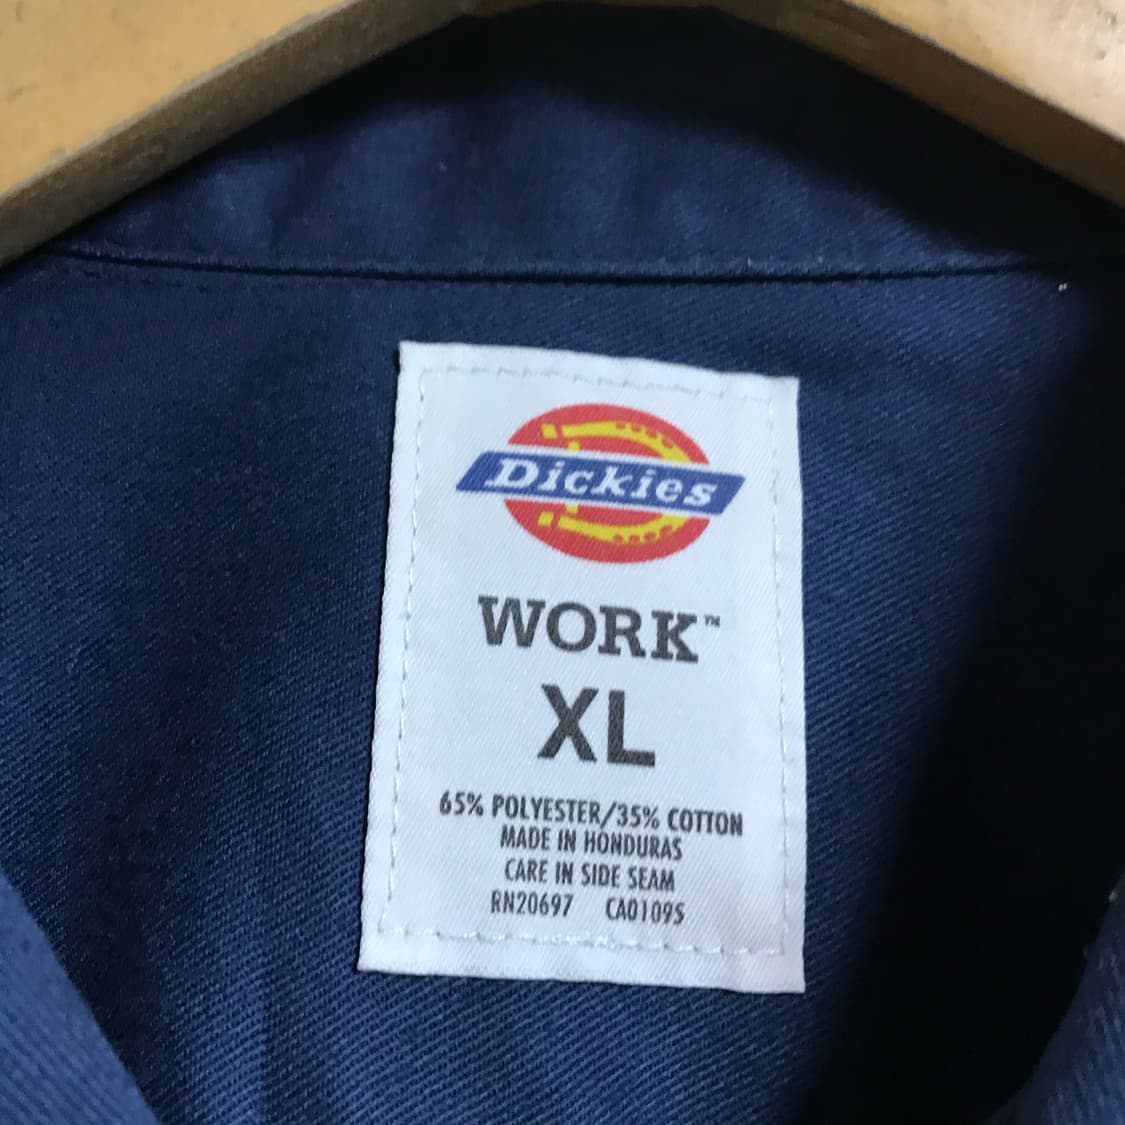 Dickies
WORK™
XL
65% POLYESTER/35% COTTON
MADE IN HONDURAS
CARE IN SIDE SEAM
RN20697 CA01095